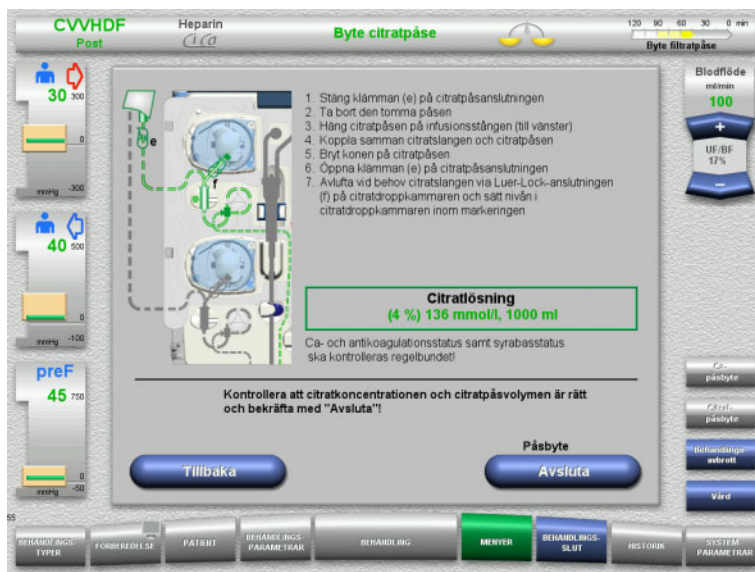 CVVHDF
Post
Heparin
Ci Ca
Byte citratpåse
120 90 60 30 0 min
Byte filtratpåse
30
300
0
mmHg
-300
40
500
0
mmHg
-100
preF
45
750
0
mmHg
-50
e
f
1. Stäng klämman (e) på citratpåsanslutningen
2. Ta bort den tomma påsen
3. Häng citratpåsen på infusionsstången (till vänster)
4. Koppla samman citratslangen och citratpåsen
5. Bryt konen på citratpåsen
6. Öppna klämman (e) på citratpåsanslutningen
7. Avlufta vid behov citratslangen via Luer-Lock-anslutningen
(f) på citratdroppkammaren och sätt nivån i
citratdroppkammaren inom markeringen
Citratlösning
(4 %) 136 mmol/l, 1000 ml
Ca- och antikoagulationsstatus samt syrabasstatus
ska kontrolleras regelbundet!
Kontrollera att citratkoncentrationen och citratpåsvolymen är rätt
och bekräfta med "Avsluta"!
Tillbaka
Påsbyte
Avsluta
Blodflöde
ml/min
100
+
UF/BF
17%
−
Ca-
påsbyte
Citrat-
påsbyte
Behandlings-
avbrott
Vård
55
BEHANDLINGS-
TYPER
FÖRBEREDELSE
PATIENT
BEHANDLINGS-
PARAMETRAR
BEHANDLING
MENYER
BEHANDLINGS-
SLUT
HISTORIK
SYSTEM
PARAMETRAR